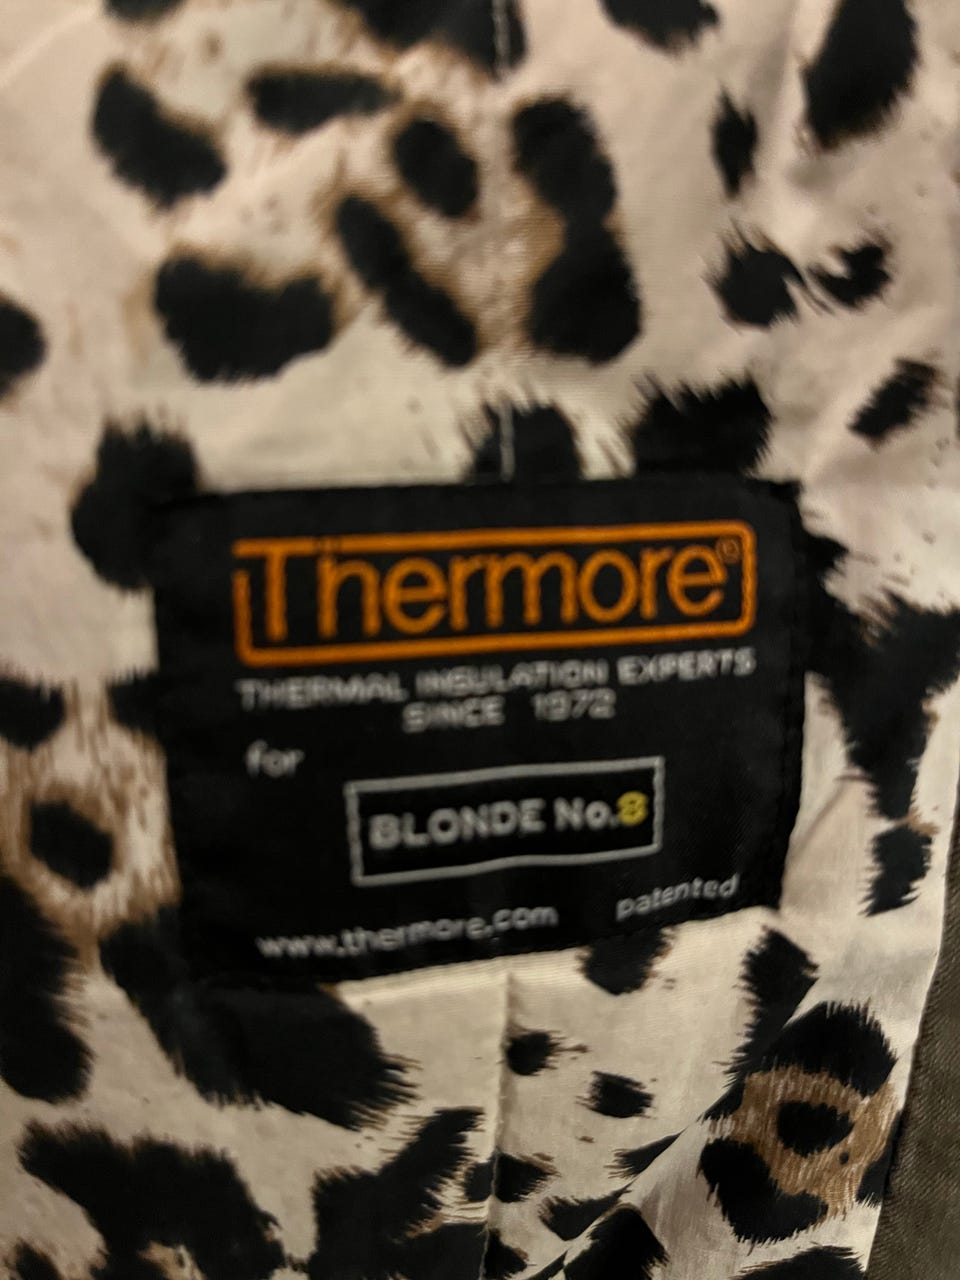 Thermore®
THERMAL INSULATION EXPERTS
SINCE 1972
for
BLONDE No.8
www.thermore.com
patented